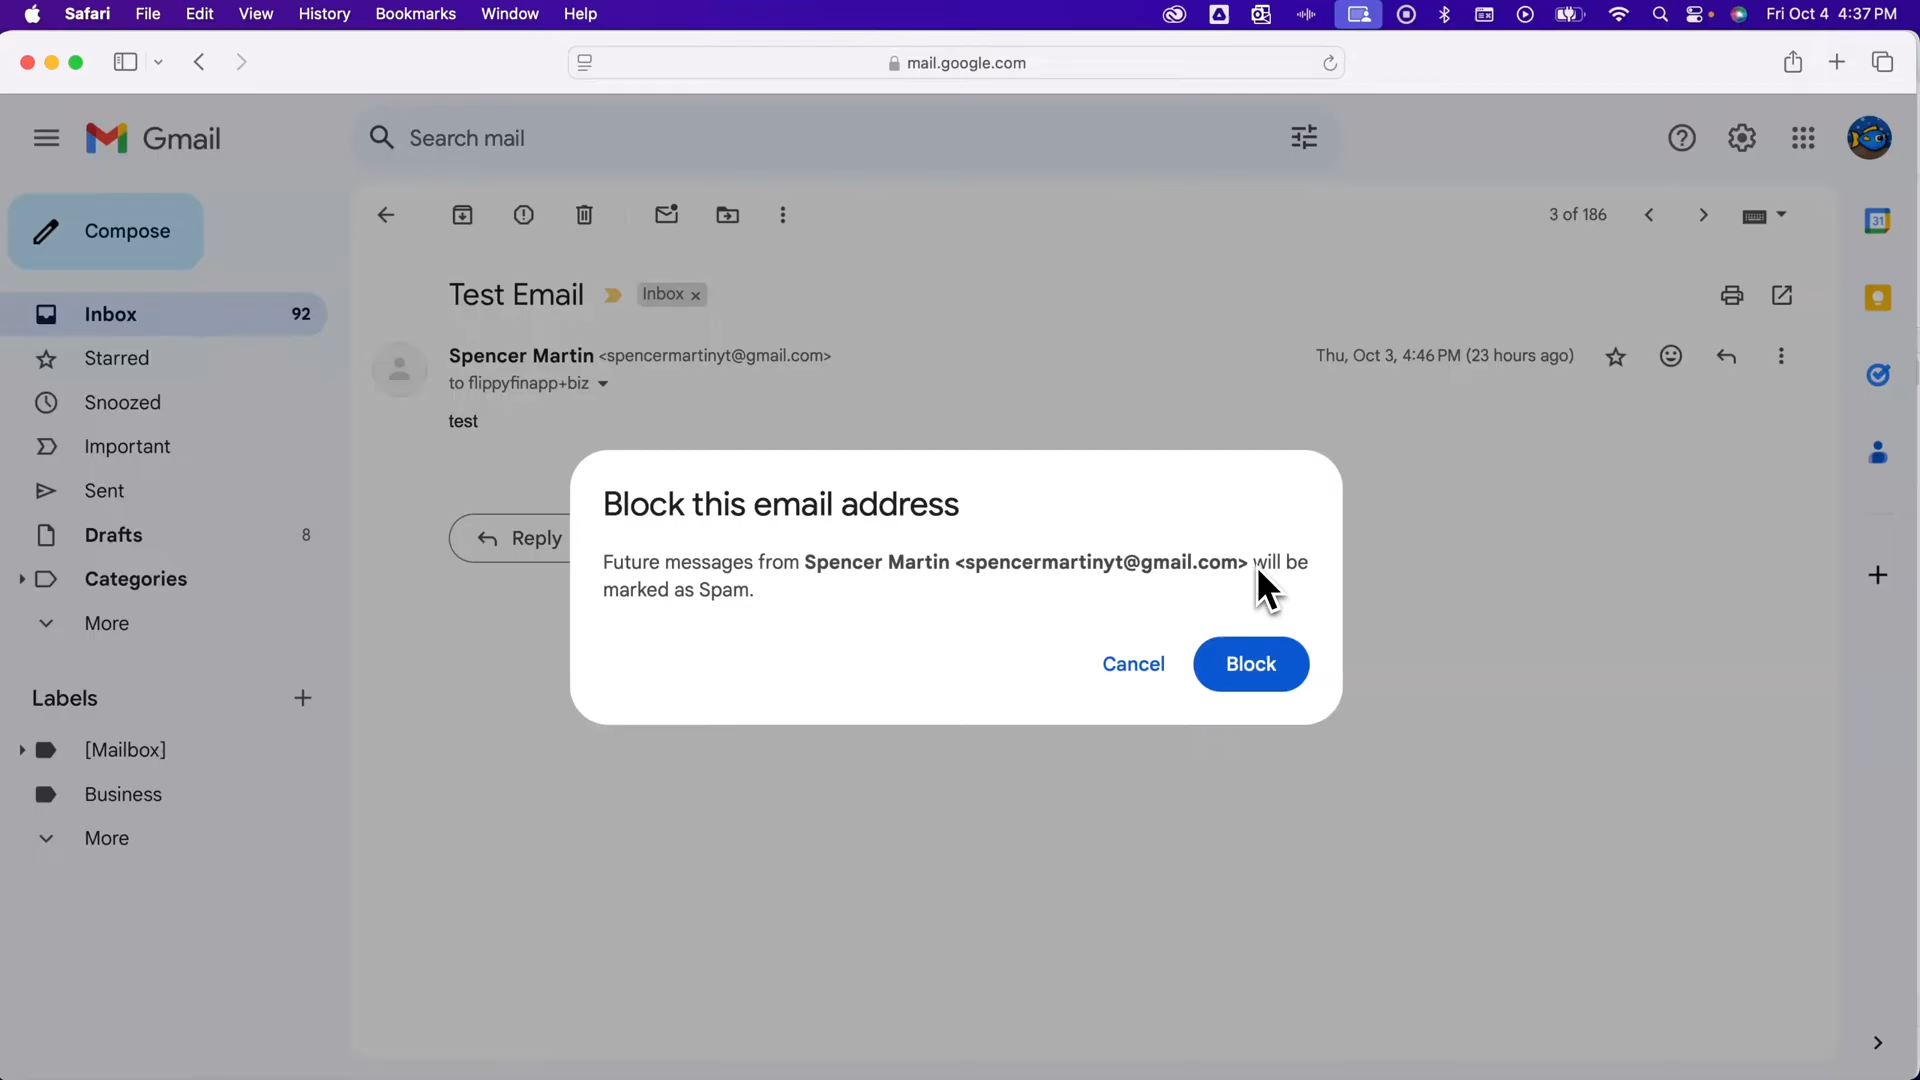 Safari File Edit View History Bookmarks Window Help Fri Oct 4 4:37 PM
mail.google.com
Gmail
Search mail
Compose
3 of 186
31
Test Email Inbox ×
Inbox 92
Spencer Martin <spencermartinyt@gmail.com> Thu, Oct 3, 4:46 PM (23 hours ago)
Starred
to flippyfinapp+biz
Snoozed
test
Important
Sent
Block this email address
Drafts 8
Reply
Future messages from Spencer Martin <spencermartinyt@gmail.com> will be
marked as Spam.
Categories
More
Cancel Block
Labels
[Mailbox]
Business
More